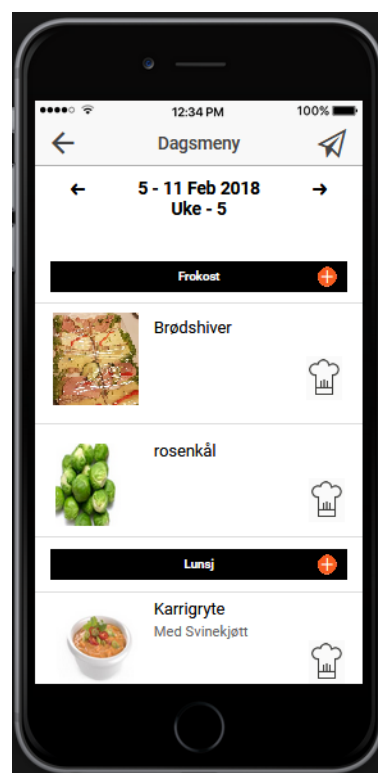 12:34 PM
100%
Dagsmeny
← 5 - 11 Feb 2018 →
Uke - 5
Frokost
Brødshiver
rosenkål
Lunsj
Karrigryte
Med Svinekjøtt